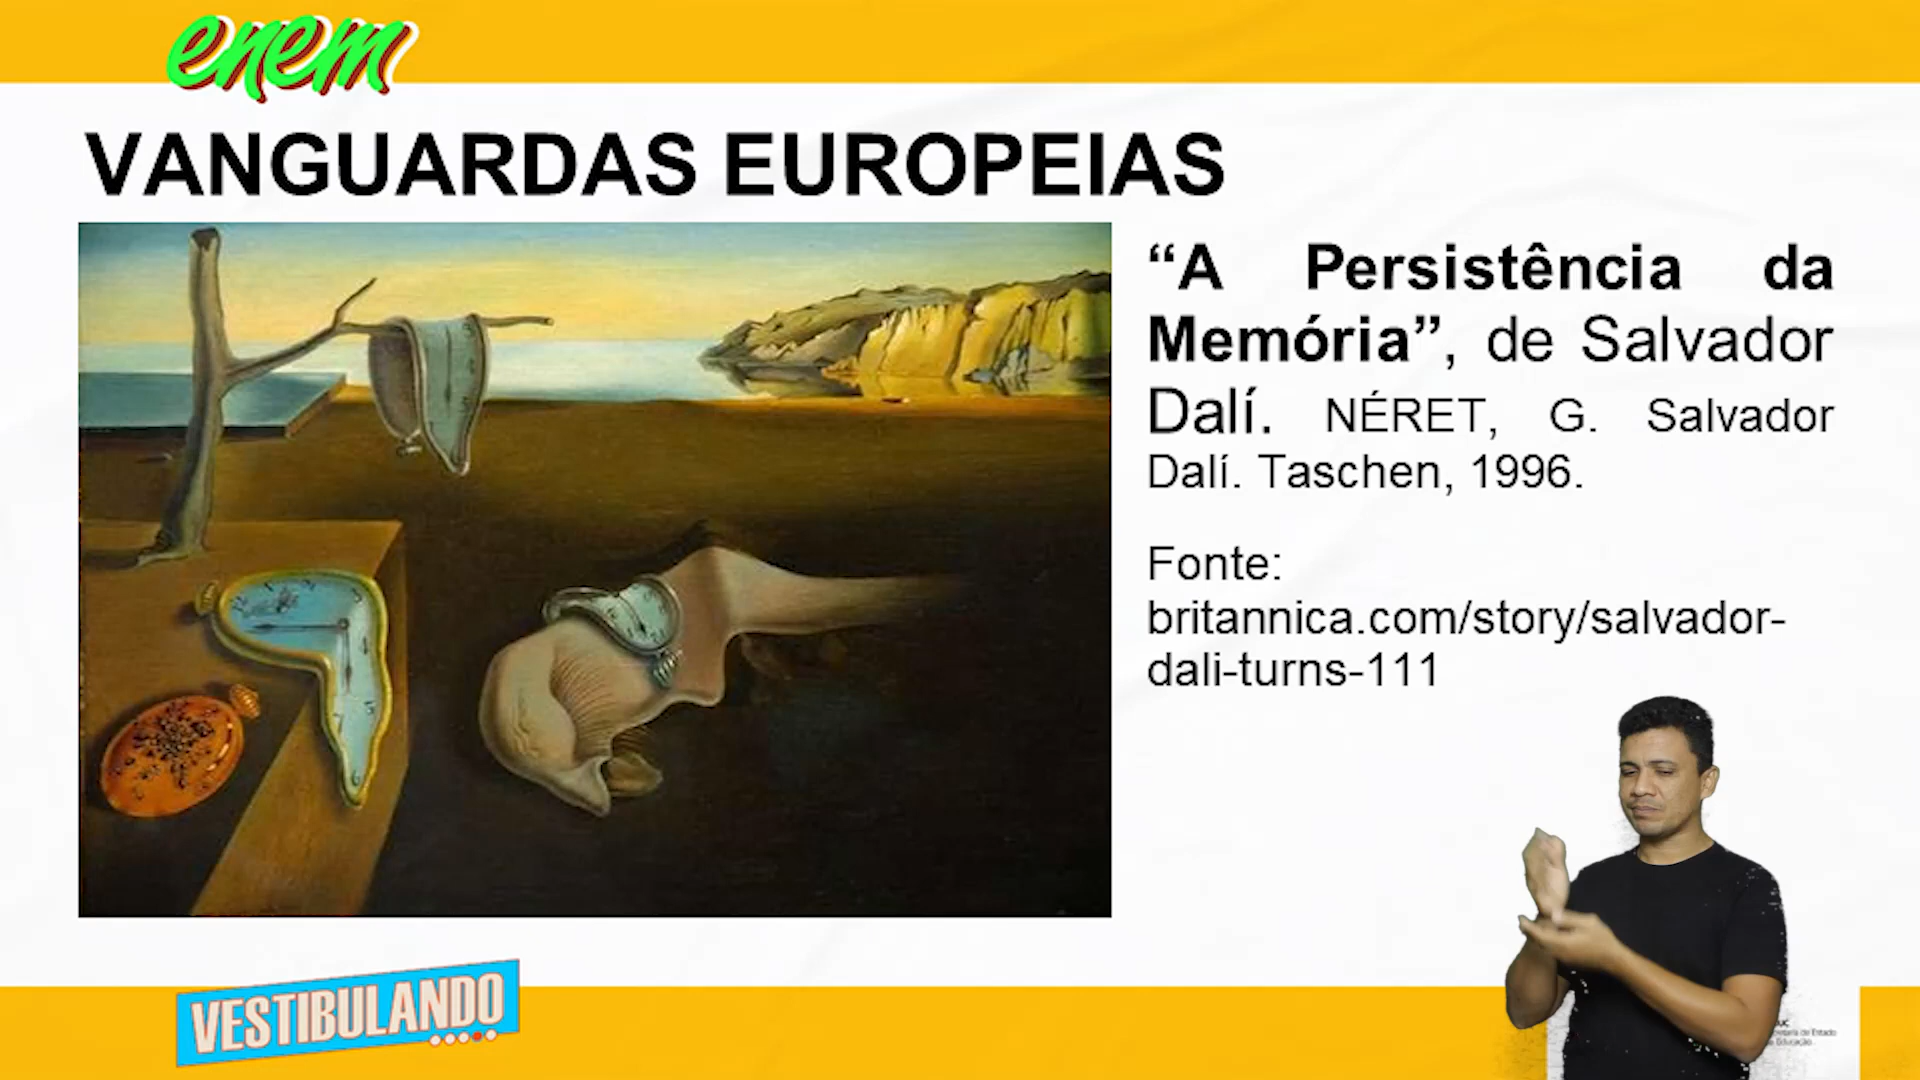 enem
VANGUARDAS EUROPEIAS
“A Persistência da
Memória”, de Salvador
Dalí. NÉRET, G. Salvador
Dalí. Taschen, 1996.
Fonte:
britannica.com/story/salvador-
dali-turns-111
VESTIBULANDO